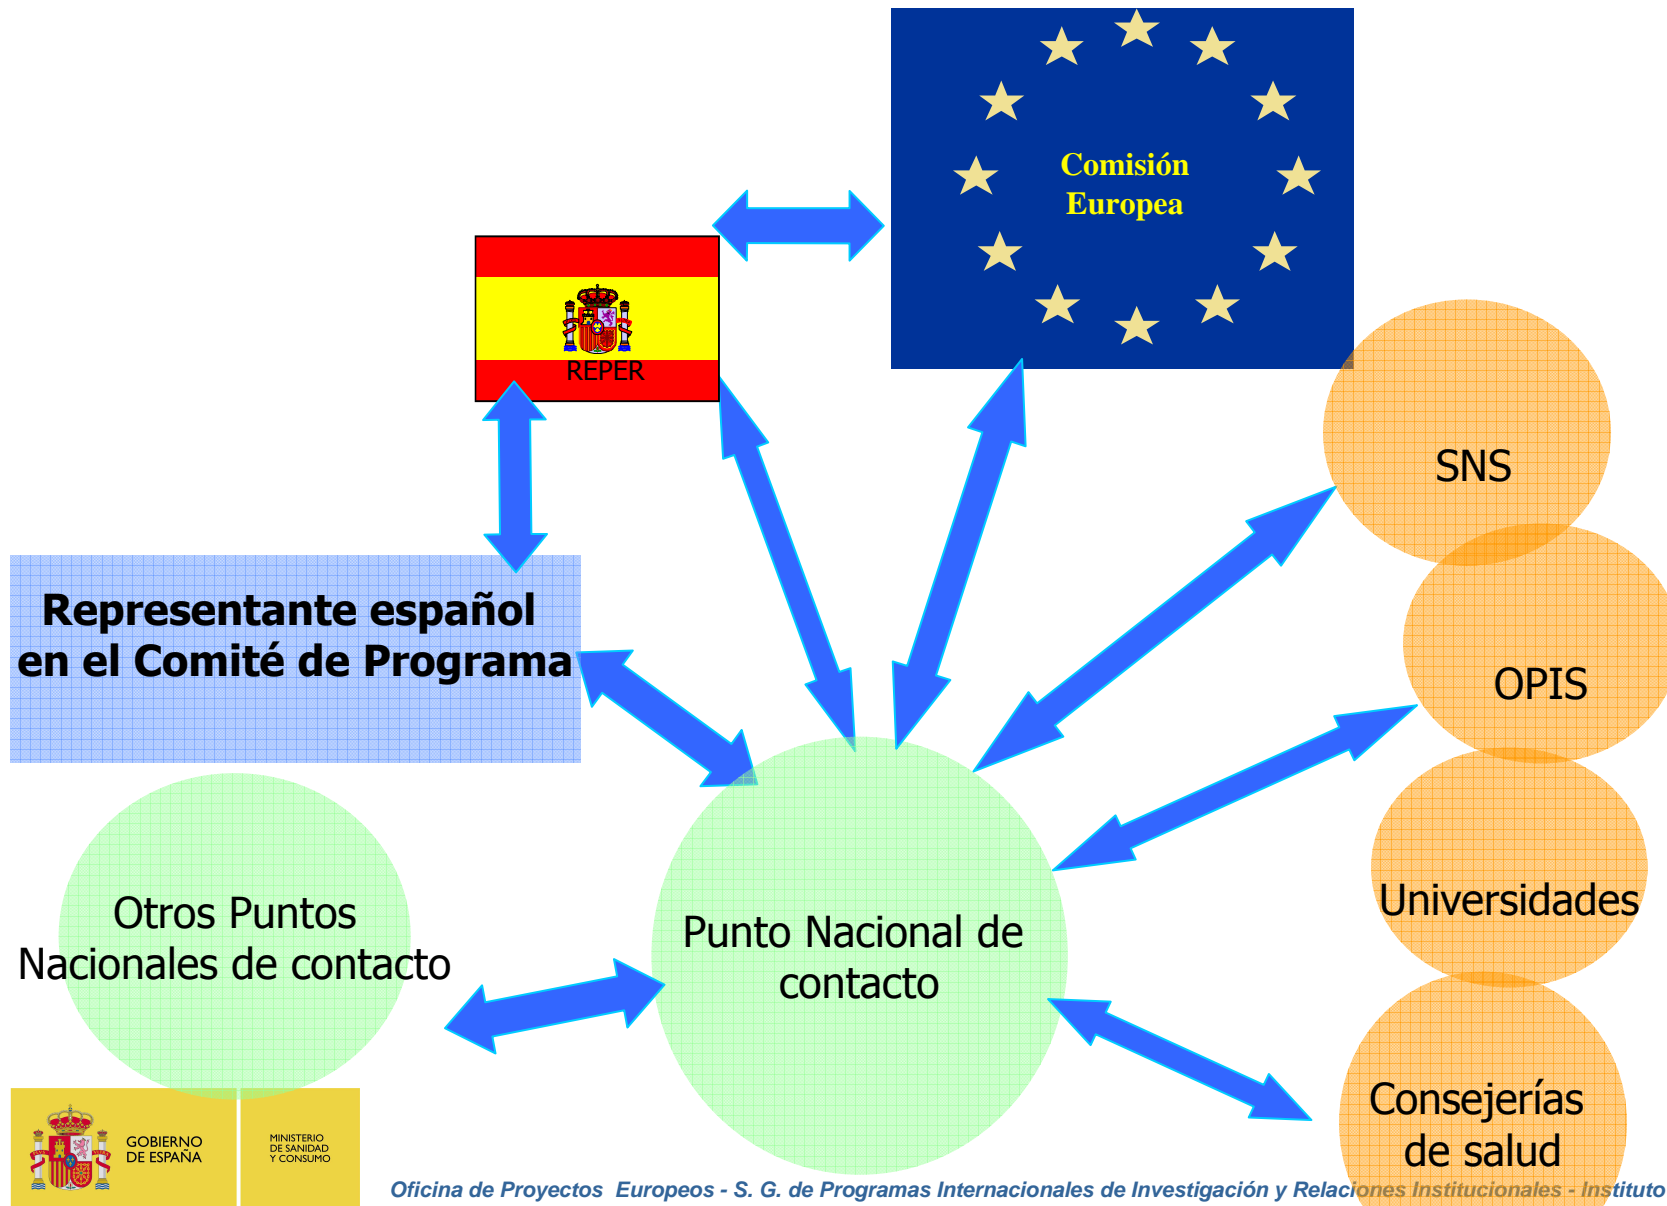 Comisión
Europea
REPER
SNS
Representante español
en el Comité de Programa
OPIS
Universidades
Otros Puntos
Nacionales de contacto
Punto Nacional de
contacto
Consejerías
de salud
GOBIERNO
DE ESPAÑA
MINISTERIO
DE SANIDAD
Y CONSUMO
Oficina de Proyectos Europeos - S. G. de Programas Internacionales de Investigación y Relaciones Institucionales - Instituto